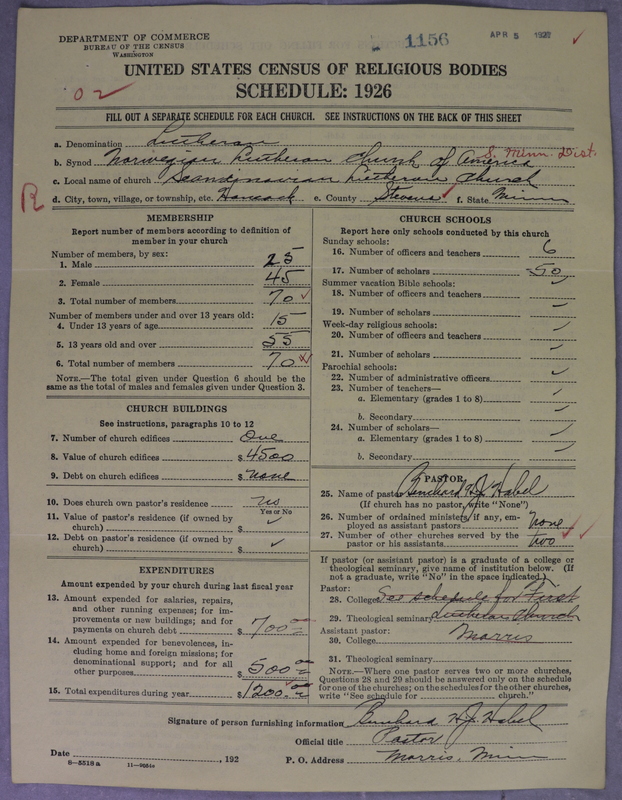 DEPARTMENT OF COMMERCE
BUREAU OF THE CENSUS
WASHINGTON
1156
APR 5 1927
UNITED STATES CENSUS OF RELIGIOUS BODIES
SCHEDULE: 1926
02
FILL OUT A SEPARATE SCHEDULE FOR EACH CHURCH. SEE INSTRUCTIONS ON THE BACK OF THIS SHEET
a. Denomination Lutheran
b. Synod Norwegian Lutheran Church of America S. Minn. Dist.
c. Local name of church Scandinavian Lutheran Church
R
d. City, town, village, or township, etc. Hancock e. County Stevens f. State Minn
MEMBERSHIP
Report number of members according to definition of
member in your church
Number of members, by sex:
1. Male 25
2. Female 45
3. Total number of members 70
Number of members under and over 13 years old:
4. Under 13 years of age 15
5. 13 years old and over 55
6. Total number of members 70
NOTE.—The total given under Question 6 should be the
same as the total of males and females given under Question 3.
CHURCH BUILDINGS
See instructions, paragraphs 10 to 12
7. Number of church edifices One
8. Value of church edifices $4500
9. Debt on church edifices $None
10. Does church own pastor's residence no
Yes or No
11. Value of pastor's residence (if owned by
church) $
12. Debt on pastor's residence (if owned by
church) $
EXPENDITURES
Amount expended by your church during last fiscal year
13. Amount expended for salaries, repairs,
and other running expenses; for im-
provements or new buildings; and for
payments on church debt $700.00
14. Amount expended for benevolences, in-
cluding home and foreign missions; for
denominational support; and for all
other purposes $500.00
15. Total expenditures during year $1200.00
CHURCH SCHOOLS
Report here only schools conducted by this church
Sunday schools:
16. Number of officers and teachers 6
17. Number of scholars 50
Summer vacation Bible schools:
18. Number of officers and teachers
19. Number of scholars
Week-day religious schools:
20. Number of officers and teachers
21. Number of scholars
Parochial schools:
22. Number of administrative officers
23. Number of teachers—
a. Elementary (grades 1 to 8)
b. Secondary
24. Number of scholars—
a. Elementary (grades 1 to 8)
b. Secondary
PASTOR
25. Name of pastor Bernhard H.J. Habel
(If church has no pastor, write "None")
26. Number of ordained ministers, if any, em-
ployed as assistant pastors none
27. Number of other churches served by the
pastor or his assistants two
If pastor (or assistant pastor) is a graduate of a college or
theological seminary, give name of institution below. (If
not a graduate, write "No" in the space indicated.)
Pastor:
28. College See schedule for First
29. Theological seminary Lutheran Church
Assistant pastor: Morris
30. College
31. Theological seminary
NOTE.—Where one pastor serves two or more churches,
Questions 28 and 29 should be answered only on the schedule
for one of the churches; on the schedules for the other churches,
write "See schedule for church."
Signature of person furnishing information Bernhard H.J. Habel
Official title Pastor
Date , 192 P. O. Address Morris, Minn
8—5518 a